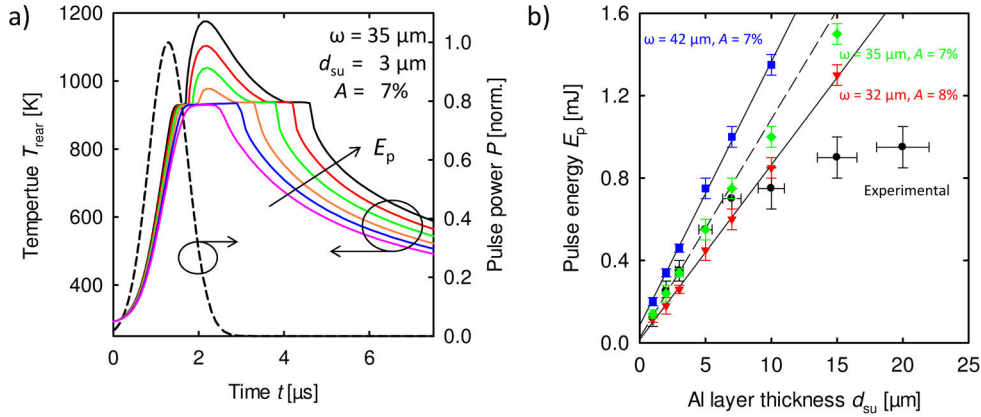 a)
ω = 35 µm
d_su = 3 µm
A = 7%
E_p
Tempertue T_rear [K]
1200
1000
800
600
400
Pulse power P [norm.]
1.0
0.8
0.6
0.4
0.2
0.0
0
2
4
6
Time t [µs]
b)
ω = 42 µm, A = 7%
ω = 35 µm, A = 7%
ω = 32 µm, A = 8%
Experimental
Pulse energy E_p [mJ]
1.6
1.2
0.8
0.4
0.0
0
5
10
15
20
25
Al layer thickness d_su [µm]